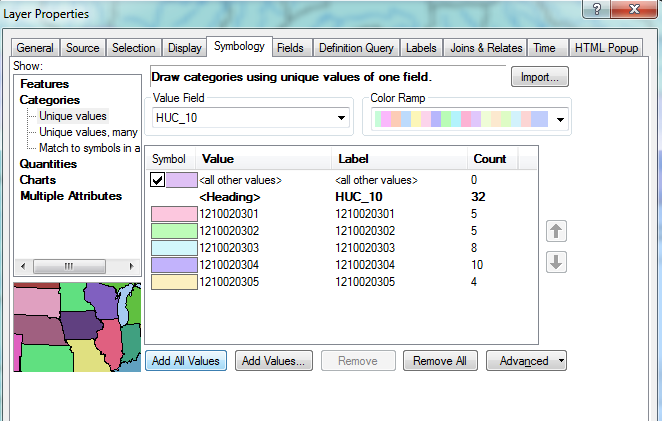 Layer Properties
?
General Source Selection Display Symbology Fields Definition Query Labels Joins & Relates Time HTML Popup
Show:
Features
Categories
Unique values
Unique values, many
Match to symbols in a
Quantities
Charts
Multiple Attributes
Draw categories using unique values of one field.
Import...
Value Field
HUC_10
Color Ramp
Symbol Value Label Count
<all other values> <all other values> 0
<Heading> HUC_10 32
1210020301 1210020301 5
1210020302 1210020302 5
1210020303 1210020303 8
1210020304 1210020304 10
1210020305 1210020305 4
Add All Values Add Values... Remove Remove All Advanced